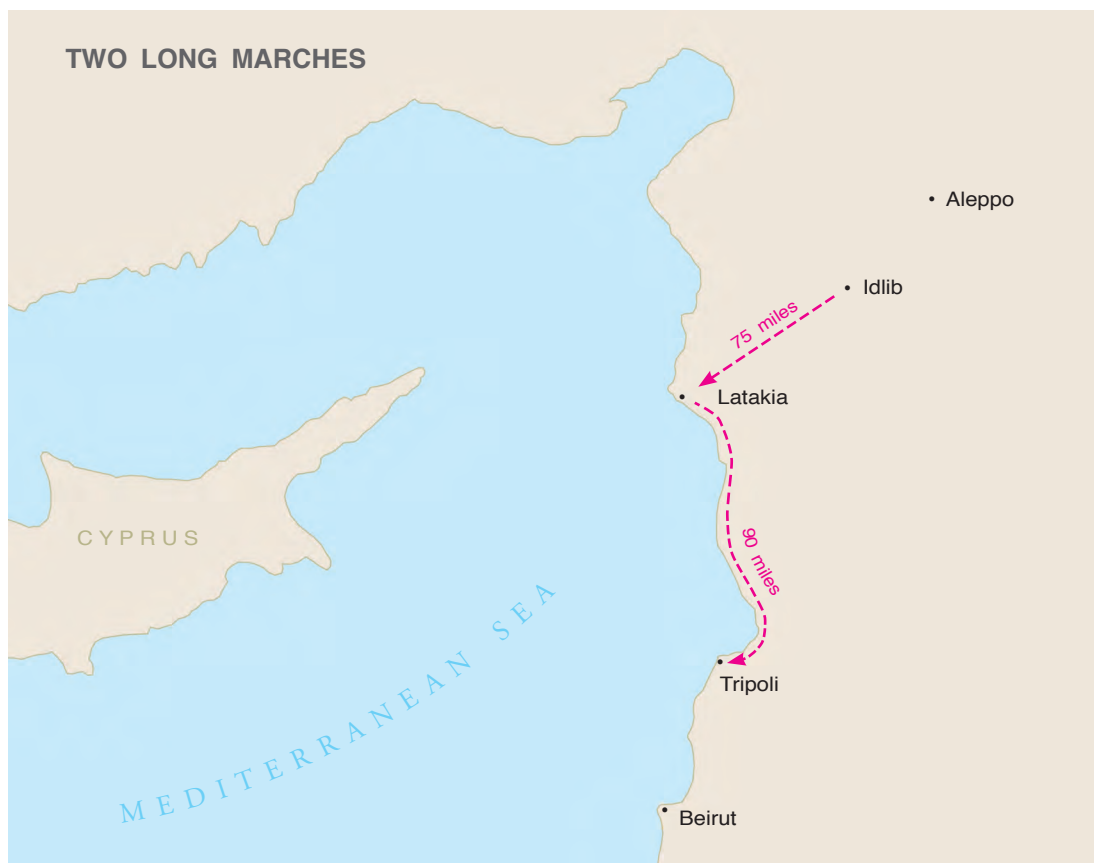 TWO LONG MARCHES
Aleppo
Idlib
75 miles
Latakia
CYPRUS
90 miles
MEDITERRANEAN SEA
Tripoli
Beirut